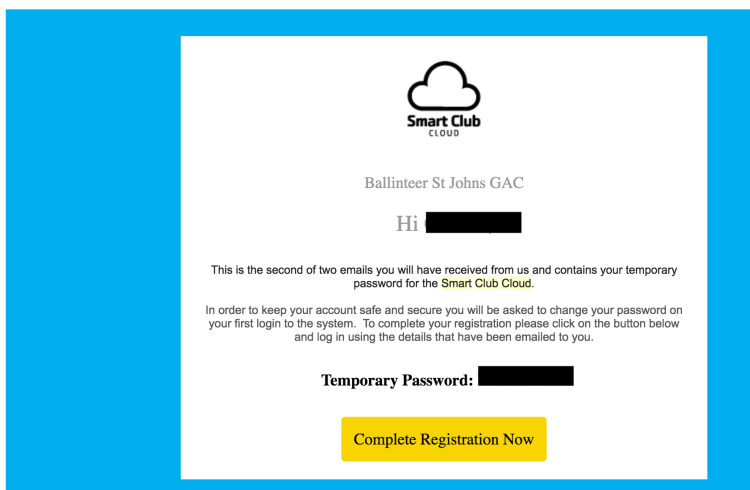 Smart Club
CLOUD
Ballinteer St Johns GAC
Hi
This is the second of two emails you will have received from us and contains your temporary
password for the Smart Club Cloud.
In order to keep your account safe and secure you will be asked to change your password on
your first login to the system. To complete your registration please click on the button below
and log in using the details that have been emailed to you.
Temporary Password:
Complete Registration Now